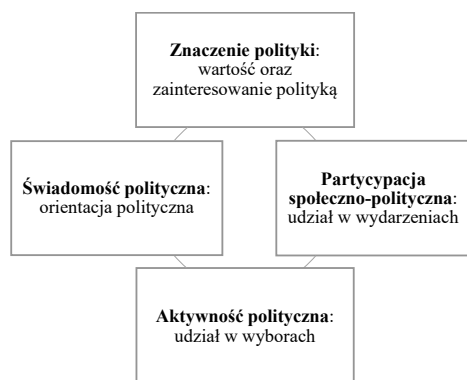 Znaczenie polityki:
wartość oraz
zainteresowanie polityką
Świadomość polityczna:
orientacja polityczna
Partycypacja
społeczno-polityczna:
udział w wydarzeniach
Aktywność polityczna:
udział w wyborach